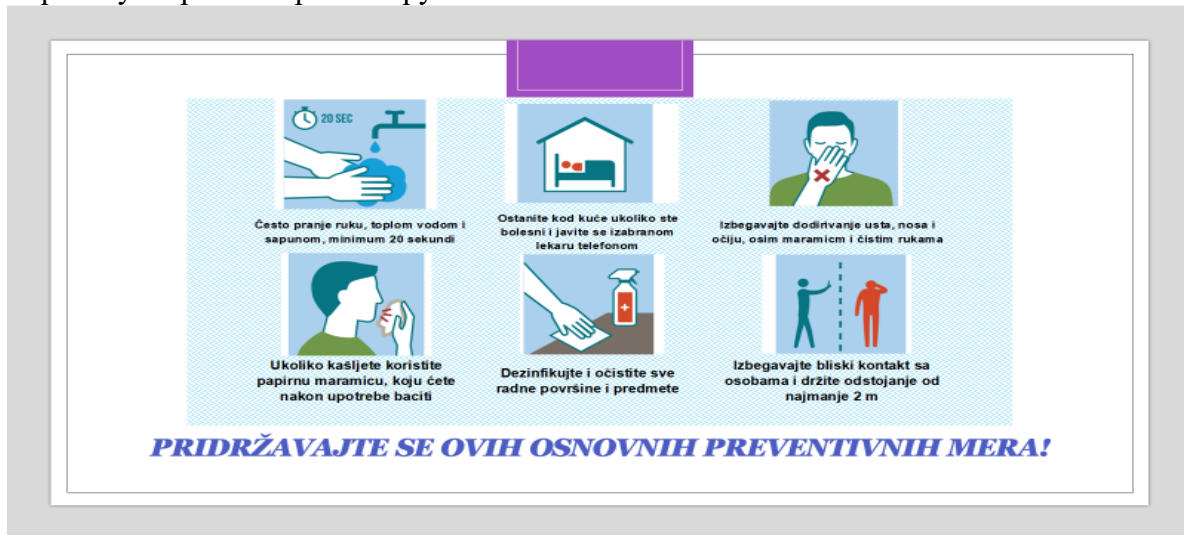 20 SEC
Često pranje ruku, toplom vodom i
sapunom, minimum 20 sekundi
Ostanite kod kuće ukoliko ste
bolesni i javite se izabranom
lekaru telefonom
Izbegavajte dodirivanje usta, nosa i
očiju, osim maramicm i čistim rukama
Ukoliko kašljete koristite
papirnu maramicu, koju ćete
nakon upotrebe baciti
Dezinfikujte i očistite sve
radne površine i predmete
Izbegavajte bliski kontakt sa
osobama i držite odstojanje od
najmanje 2 m
PRIDRŽAVAJTE SE OVIH OSNOVNIH PREVENTIVNIH MERA!